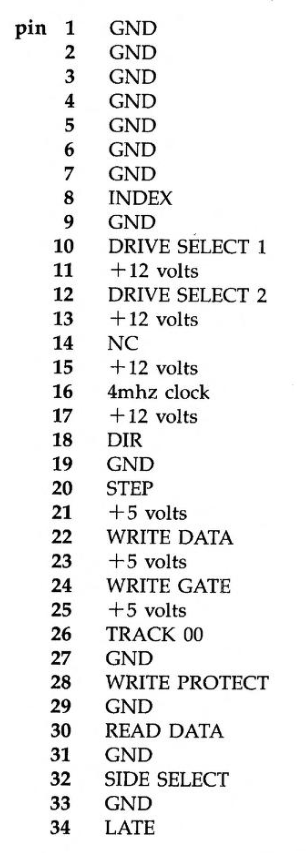 pin 1 GND
2 GND
3 GND
4 GND
5 GND
6 GND
7 GND
8 INDEX
9 GND
10 DRIVE SELECT 1
11 +12 volts
12 DRIVE SELECT 2
13 +12 volts
14 NC
15 +12 volts
16 4mhz clock
17 +12 volts
18 DIR
19 GND
20 STEP
21 +5 volts
22 WRITE DATA
23 +5 volts
24 WRITE GATE
25 +5 volts
26 TRACK 00
27 GND
28 WRITE PROTECT
29 GND
30 READ DATA
31 GND
32 SIDE SELECT
33 GND
34 LATE